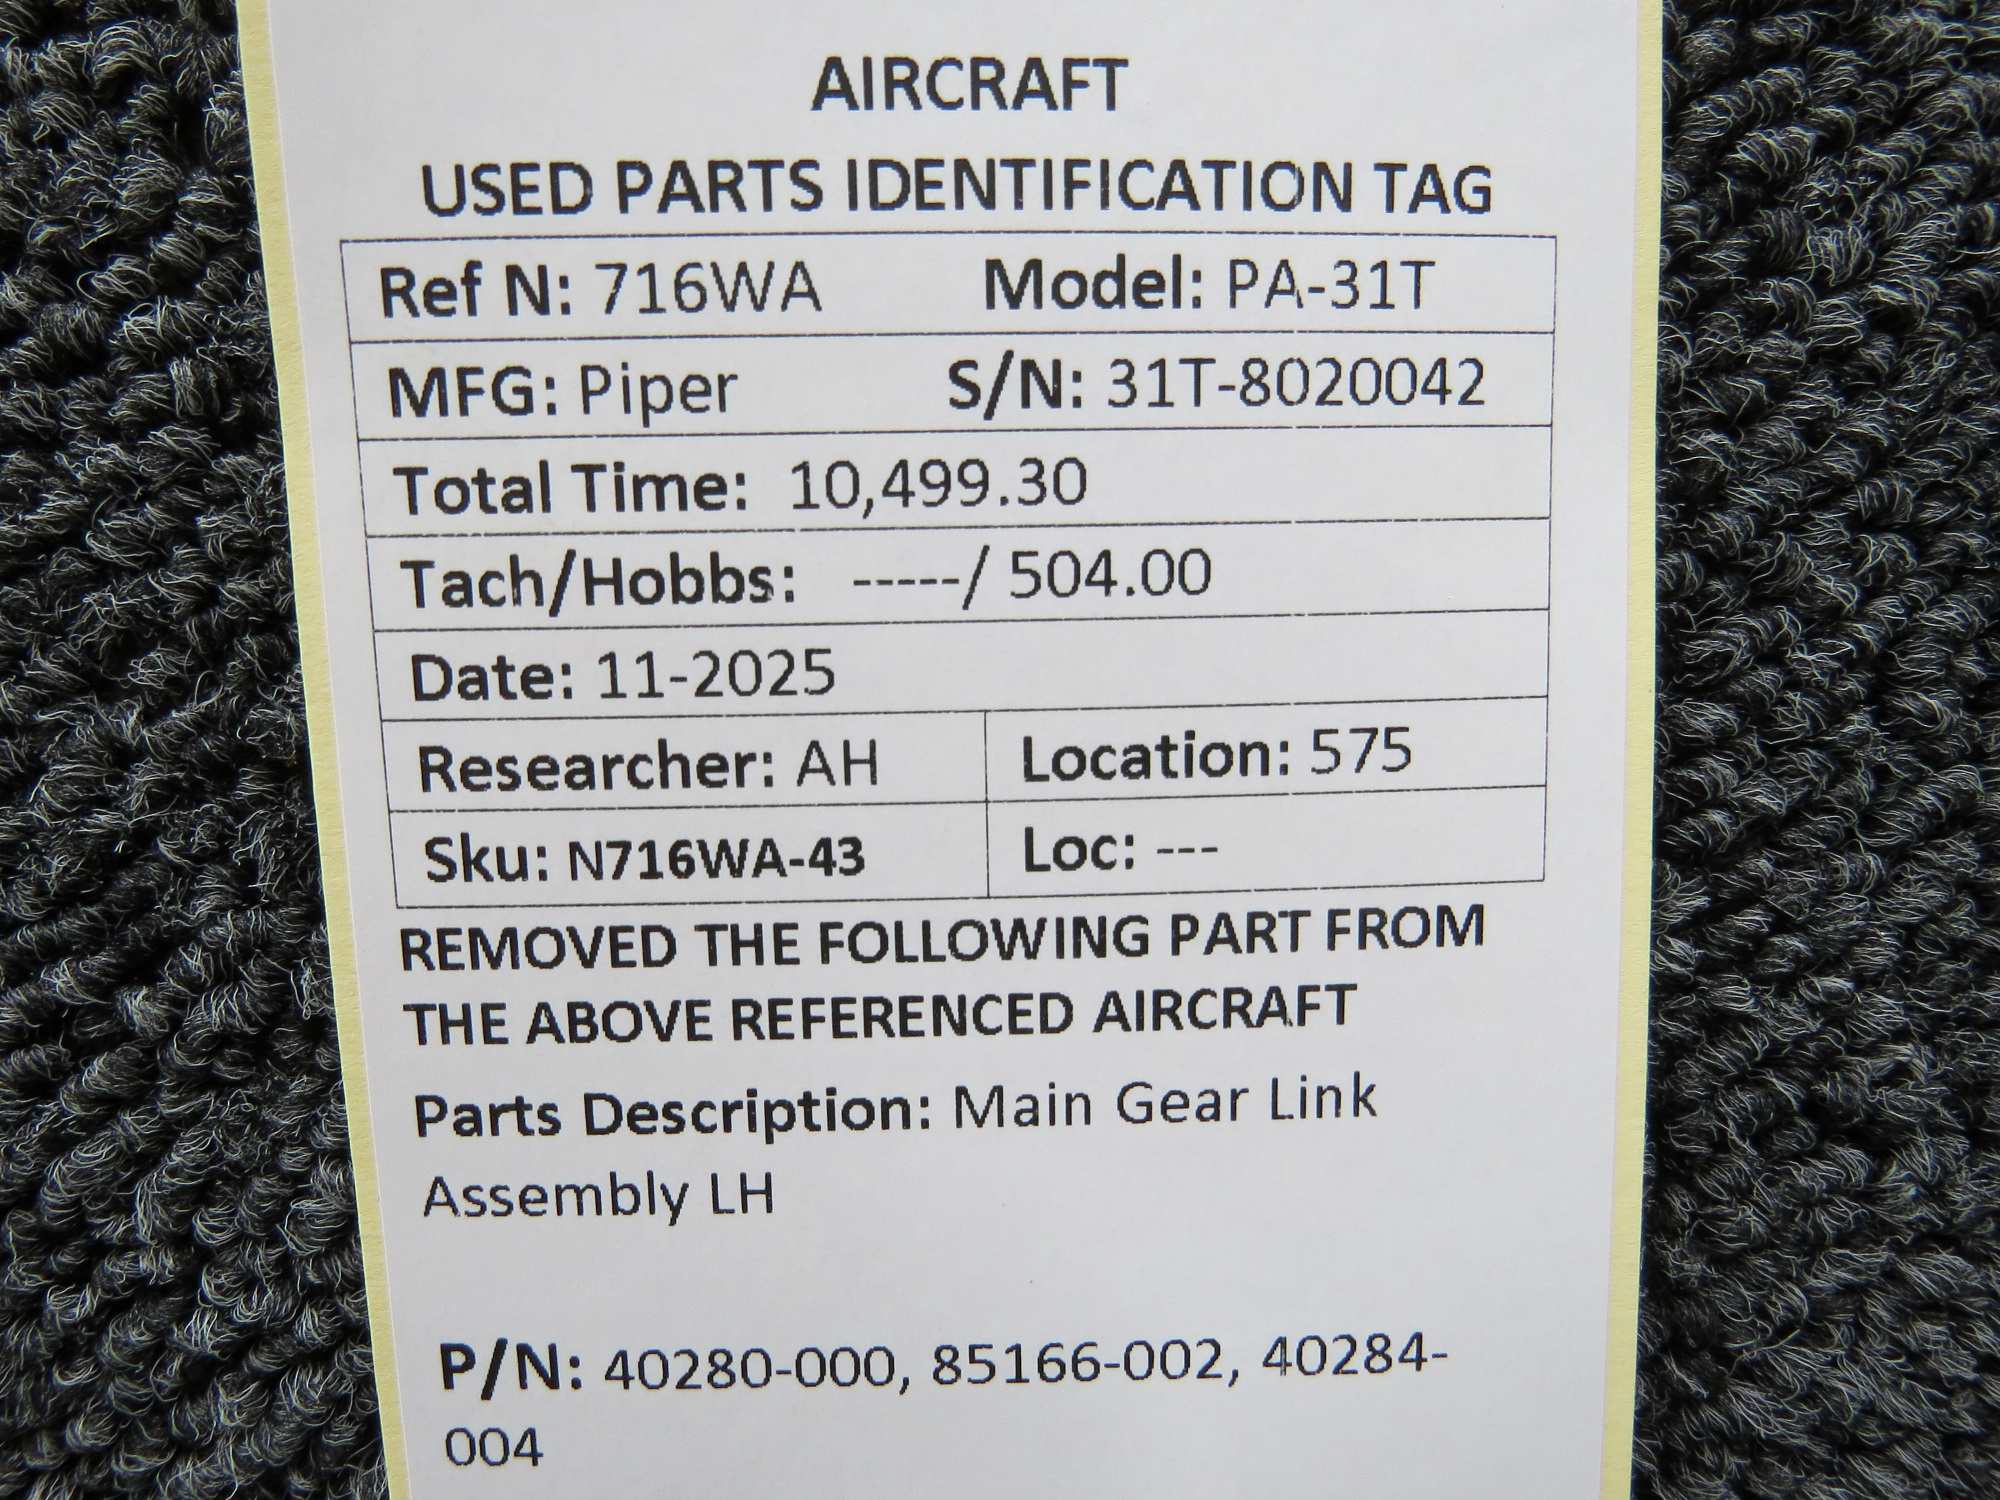 AIRCRAFT
USED PARTS IDENTIFICATION TAG
Ref N: 716WA Model: PA-31T
MFG: Piper S/N: 31T-8020042
Total Time: 10,499.30
Tach/Hobbs: -----/ 504.00
Date: 11-2025
Researcher: AH Location: 575
Sku: N716WA-43 Loc: ---
REMOVED THE FOLLOWING PART FROM
THE ABOVE REFERENCED AIRCRAFT
Parts Description: Main Gear Link
Assembly LH
P/N: 40280-000, 85166-002, 40284-
004